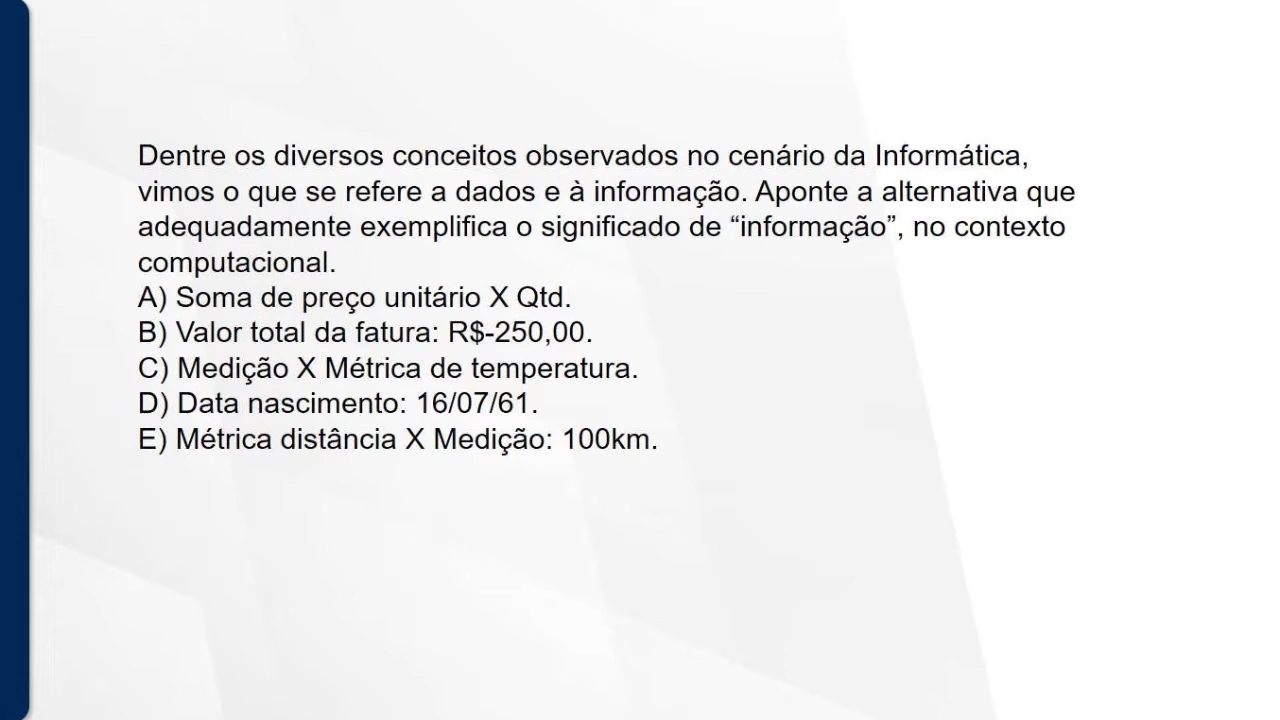 Dentre os diversos conceitos observados no cenário da Informática,
vimos o que se refere a dados e à informação. Aponte a alternativa que
adequadamente exemplifica o significado de “informação”, no contexto
computacional.
A) Soma de preço unitário X Qtd.
B) Valor total da fatura: R$-250,00.
C) Medição X Métrica de temperatura.
D) Data nascimento: 16/07/61.
E) Métrica distância X Medição: 100km.